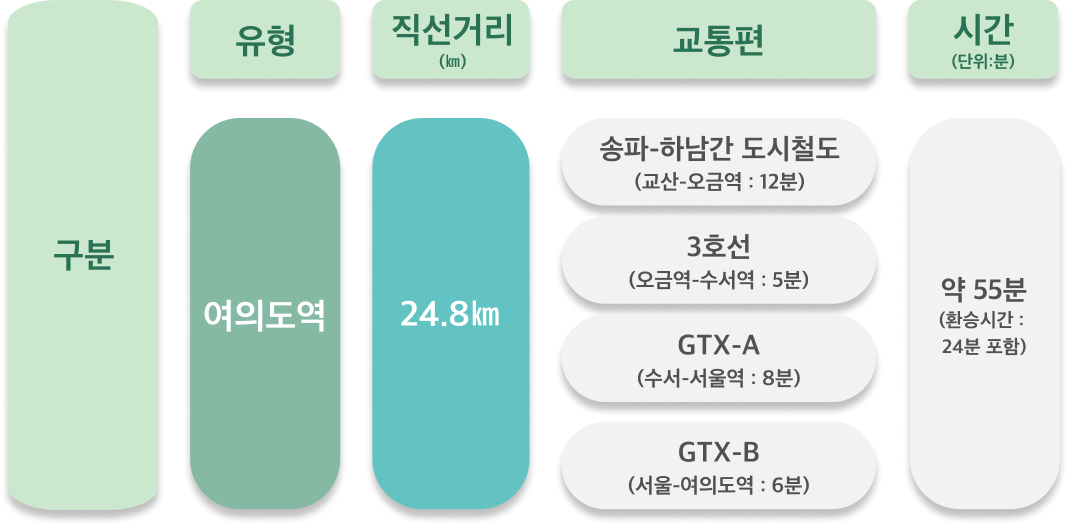 구분
유형
직선거리
(㎞)
교통편
시간
(단위:분)
여의도역
24.8㎞
송파-하남간 도시철도
(교산-오금역 : 12분)
3호선
(오금역-수서역 : 5분)
GTX-A
(수서-서울역 : 8분)
GTX-B
(서울-여의도역 : 6분)
약 55분
(환승시간 :
24분 포함)